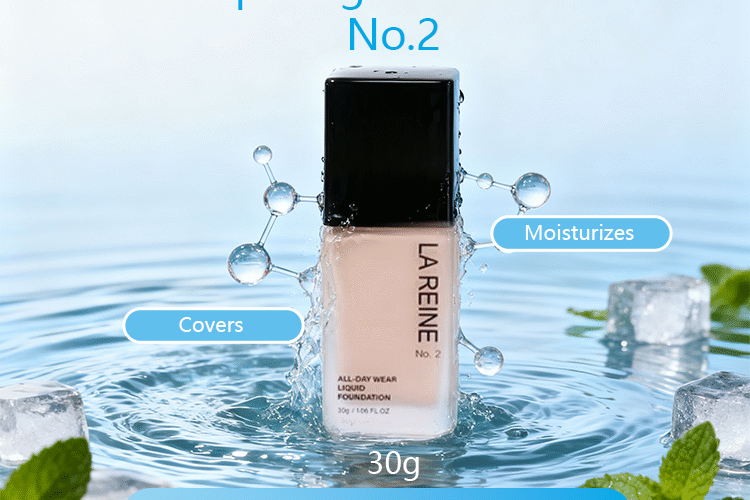 No.2
Moisturizes
LA REINE
No. 2
Covers
ALL-DAY WEAR
LIQUID
FOUNDATION
30g / 1.06 FL OZ
30g